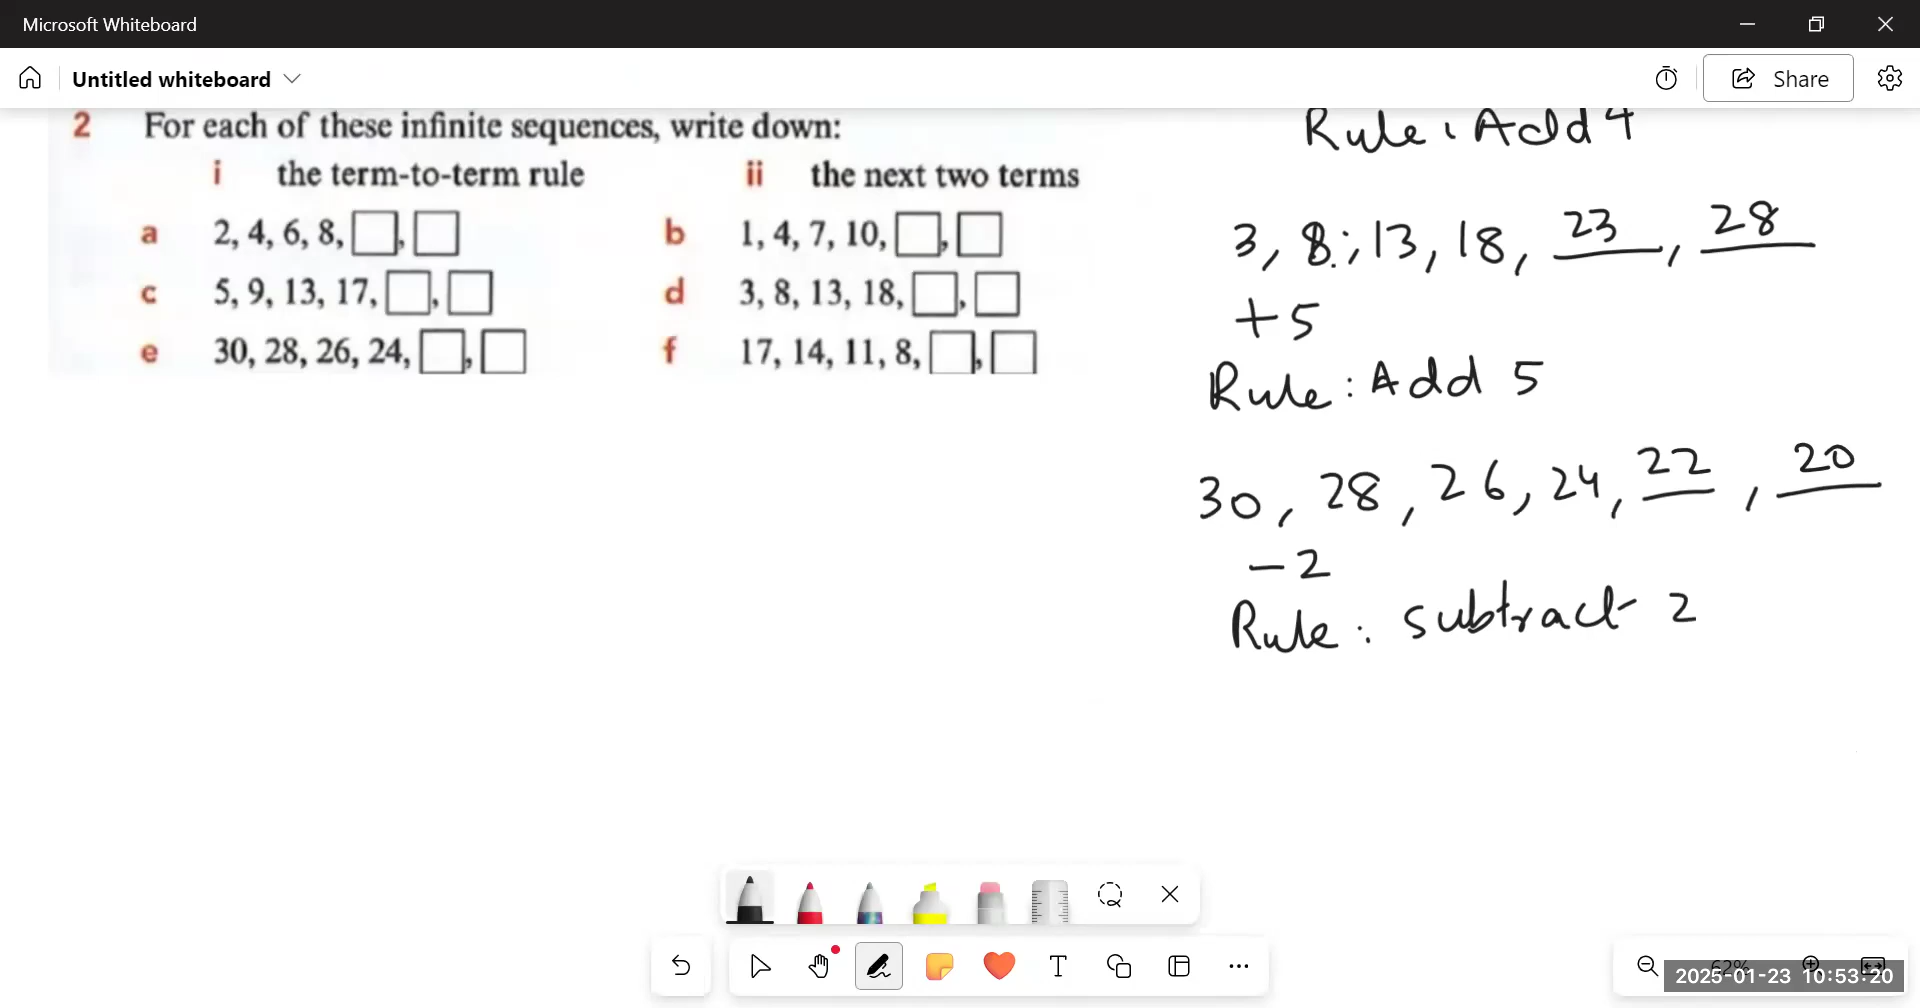 Microsoft Whiteboard
Untitled whiteboard
Share
2 For each of these infinite sequences, write down:
i the term-to-term rule ii the next two terms
a 2, 4, 6, 8, □, □ b 1, 4, 7, 10, □, □
c 5, 9, 13, 17, □, □ d 3, 8, 13, 18, □, □
e 30, 28, 26, 24, □, □ f 17, 14, 11, 8, □, □
Rule: Add 4
3, 8, 13, 18, 23, 28
+5
Rule: Add 5
30, 28, 26, 24, 22, 20
-2
Rule: subtract 2
62%
2025-01-23 10:53:20